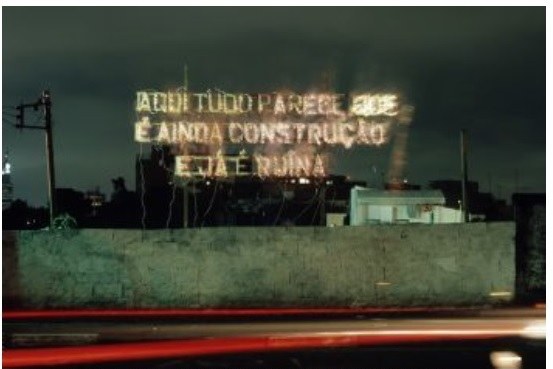 AQUI TUDO PARECE QUE
É AINDA CONSTRUÇÃO
E JÁ É RUÍNA